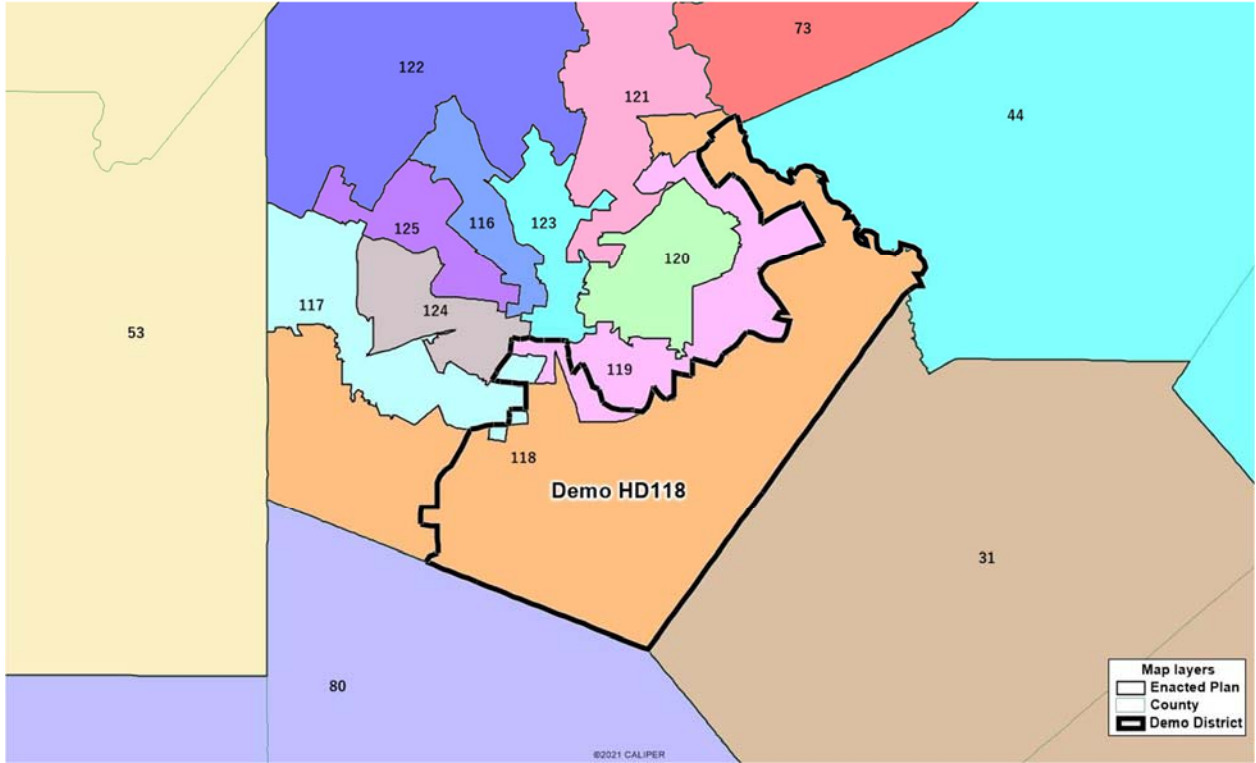 73
122
121
44
125
116
123
120
117
124
53
119
118
Demo HD118
31
80
Map layers
Enacted Plan
County
Demo District
©2021 CALIPER